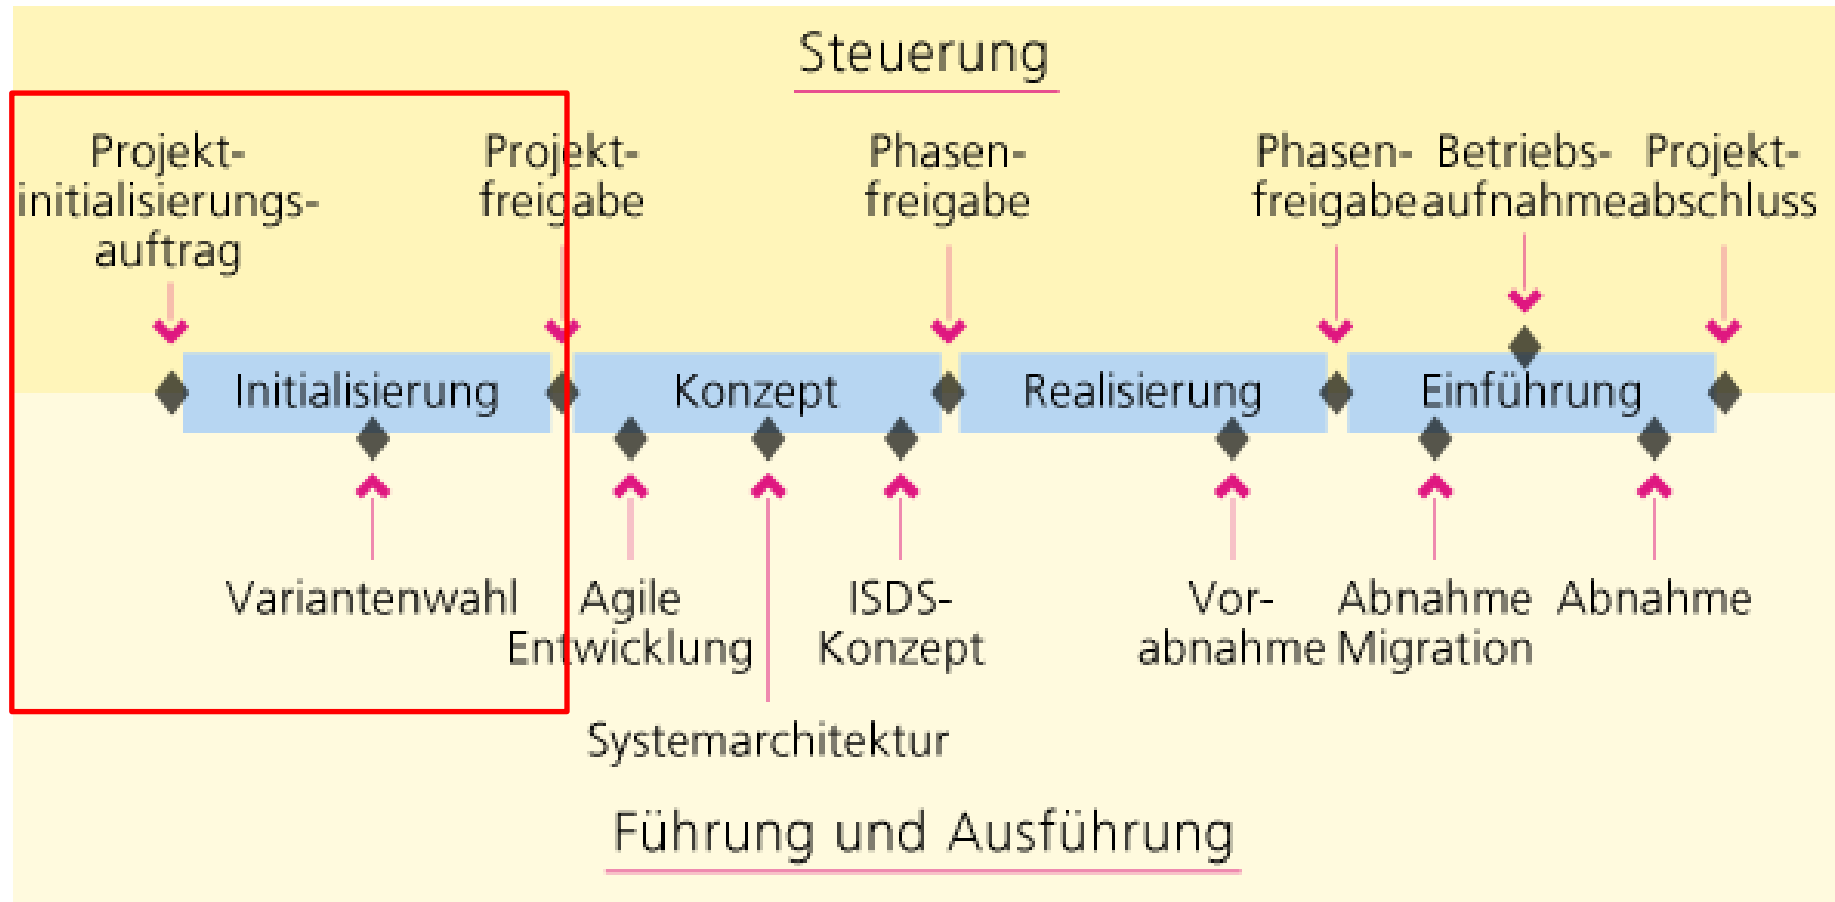 Steuerung
Projekt-
initialisierungs-
auftrag
Projekt-
freigabe
Phasen-
freigabe
Phasen-
freigabe
Betriebs-
aufnahme
Projekt-
abschluss
Initialisierung
Konzept
Realisierung
Einführung
Variantenwahl
Agile
Entwicklung
Systemarchitektur
ISDS-
Konzept
Vor-
abnahme
Abnahme
Migration
Abnahme
Führung und Ausführung